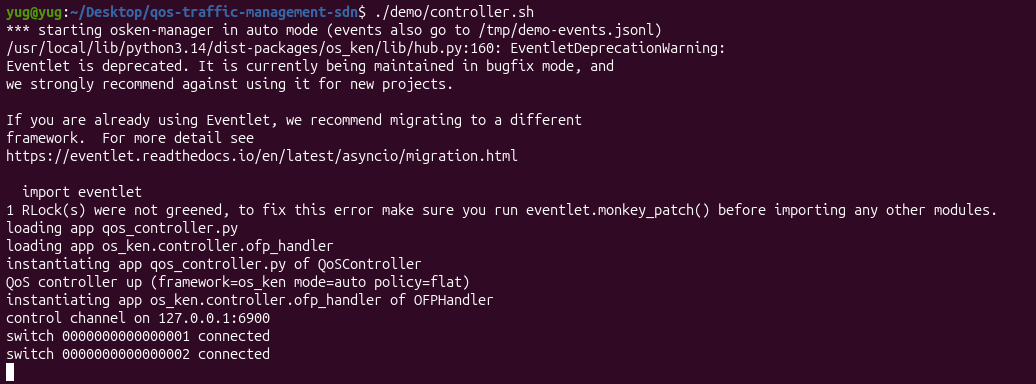 yug@yug:~/Desktop/qos-traffic-management-sdn$ ./demo/controller.sh
*** starting osken-manager in auto mode (events also go to /tmp/demo-events.jsonl)
/usr/local/lib/python3.14/dist-packages/os_ken/lib/hub.py:160: EventletDeprecationWarning:
Eventlet is deprecated. It is currently being maintained in bugfix mode, and
we strongly recommend against using it for new projects.

If you are already using Eventlet, we recommend migrating to a different
framework.  For more detail see
https://eventlet.readthedocs.io/en/latest/asyncio/migration.html

  import eventlet
1 RLock(s) were not greened, to fix this error make sure you run eventlet.monkey_patch() before importing any other modules.
loading app qos_controller.py
loading app os_ken.controller.ofp_handler
instantiating app qos_controller.py of QoSController
QoS controller up (framework=os_ken mode=auto policy=flat)
instantiating app os_ken.controller.ofp_handler of OFPHandler
control channel on 127.0.0.1:6900
switch 0000000000000001 connected
switch 0000000000000002 connected